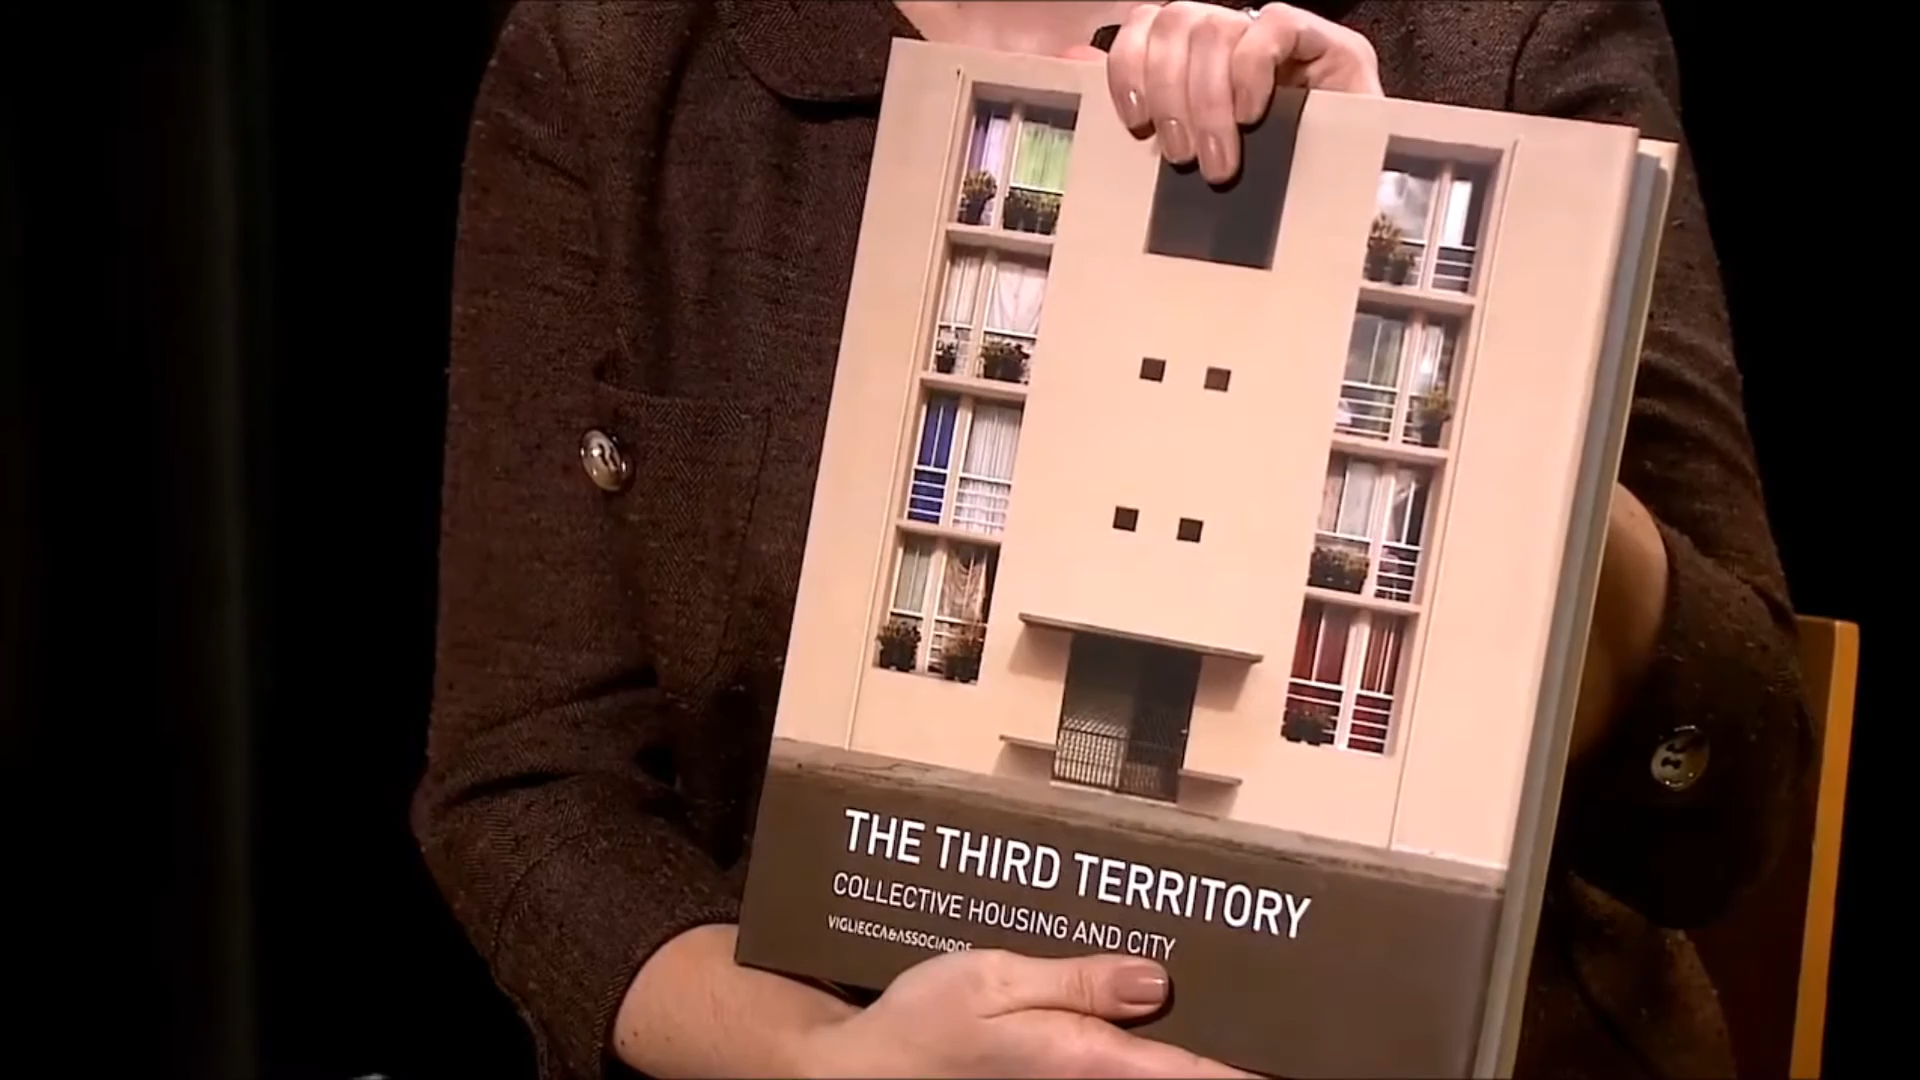 THE THIRD TERRITORY
COLLECTIVE HOUSING AND CITY
VIGLIECCA&ASSOCIADOS